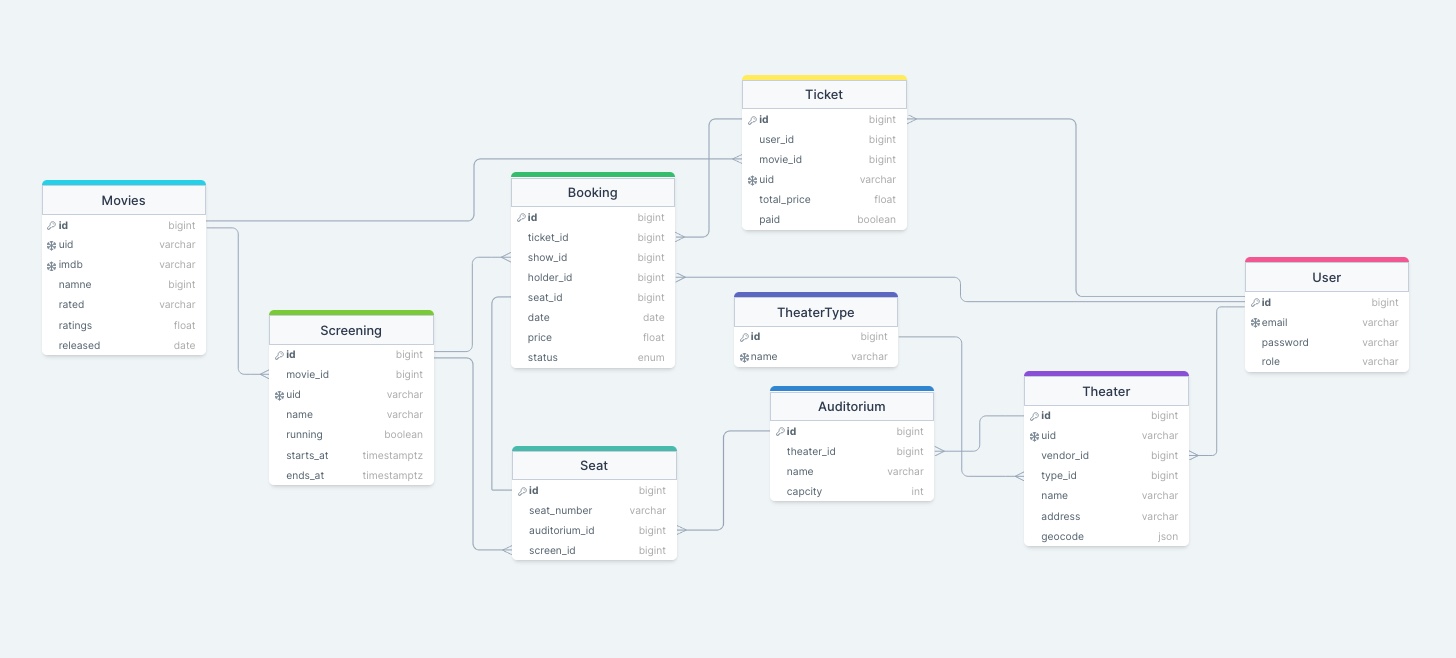 Movies
id bigint
uid varchar
imdb varchar
namne bigint
rated varchar
ratings float
released date
Screening
id bigint
movie_id bigint
uid varchar
name varchar
running boolean
starts_at timestamptz
ends_at timestamptz
Booking
id bigint
ticket_id bigint
show_id bigint
holder_id bigint
seat_id bigint
date date
price float
status enum
Seat
id bigint
seat_number varchar
auditorium_id bigint
screen_id bigint
Ticket
id bigint
user_id bigint
movie_id bigint
uid varchar
total_price float
paid boolean
TheaterType
id bigint
name varchar
Auditorium
id bigint
theater_id bigint
name varchar
capcity int
Theater
id bigint
uid varchar
vendor_id bigint
type_id bigint
name varchar
address varchar
geocode json
User
id bigint
email varchar
password varchar
role varchar